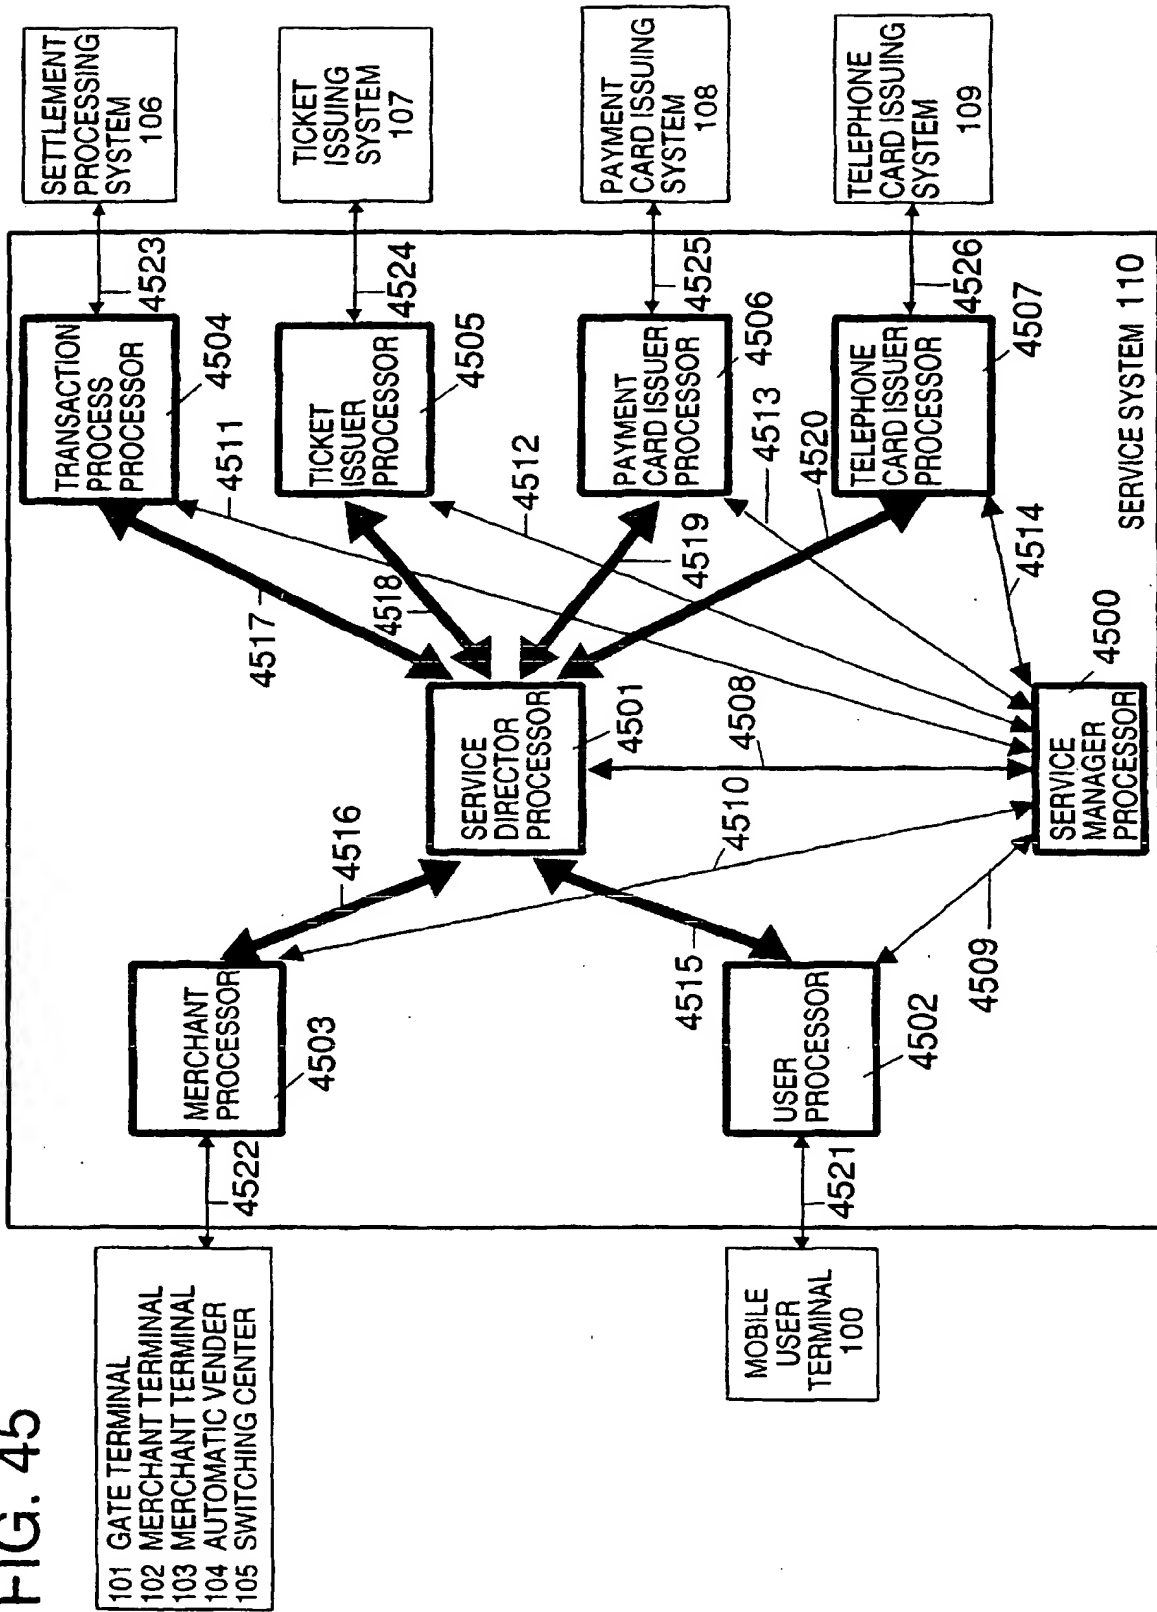 FIG. 45
101 GATE TERMINAL
102 MERCHANT TERMINAL
103 MERCHANT TERMINAL
104 AUTOMATIC VENDER
105 SWITCHING CENTER
4522
MERCHANT
PROCESSOR
4503
4516
MOBILE
USER
TERMINAL
100
4521
USER
PROCESSOR
4502
4515
4509
4510
SERVICE
DIRECTOR
PROCESSOR
4501
4508
SERVICE
MANAGER
PROCESSOR
4500
4517
4518
4519
4520
4511
4512
4513
4514
TRANSACTION
PROCESS
PROCESSOR
4504
TICKET
ISSUER
PROCESSOR
4505
PAYMENT
CARD ISSUER
PROCESSOR
4506
TELEPHONE
CARD ISSUER
PROCESSOR
4507
4523
4524
4525
4526
SERVICE SYSTEM 110
SETTLEMENT
PROCESSING
SYSTEM
106
TICKET
ISSUING
SYSTEM
107
PAYMENT
CARD ISSUING
SYSTEM
108
TELEPHONE
CARD ISSUING
SYSTEM
109